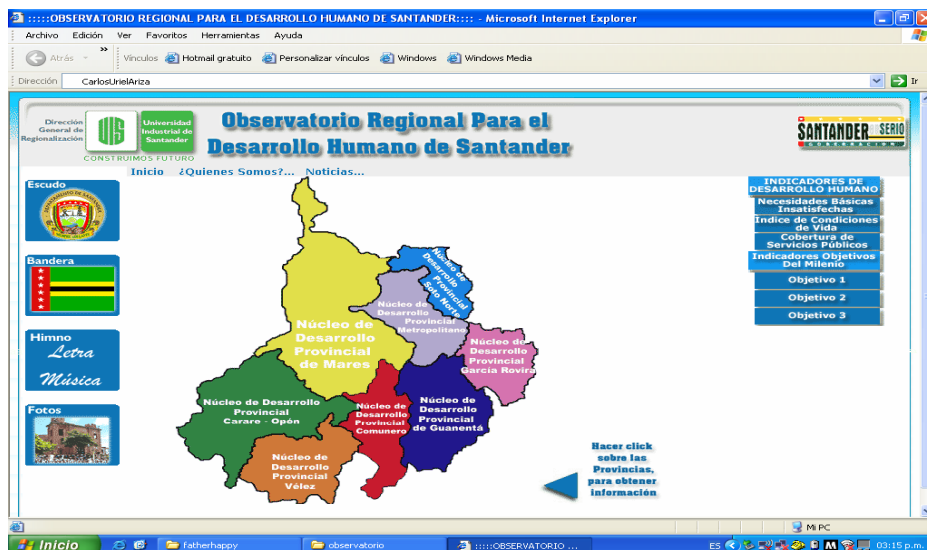 :::::OBSERVATORIO REGIONAL PARA EL DESARROLLO HUMANO DE SANTANDER:::: - Microsoft Internet Explorer
Archivo Edición Ver Favoritos Herramientas Ayuda
Atrás » Vínculos Hotmail gratuito Personalizar vínculos Windows Windows Media
Dirección CarlosUrielAriza Ir
Dirección
General de
Regionalización
UIS
Universidad
Industrial de
Santander
CONSTRUIMOS FUTURO
Observatorio Regional Para el
Desarrollo Humano de Santander
SANTANDER EN SERIO
GOBERNACION
Inicio ¿Quienes Somos?... Noticias...
Escudo
Bandera
Himno
Letra
Música
Fotos
Núcleo de
Desarrollo
Provincial
Soto Norte
Núcleo de
Desarrollo
Provincial
Metropolitano
Núcleo de
Desarrollo
Provincial
de Mares
Núcleo de
Desarrollo
Provincial
García Rovira
Núcleo de Desarrollo
Provincial
Carare - Opón
Núcleo de
Desarrollo
Provincial
Comunero
Núcleo de
Desarrollo
Provincial
de Guanentá
Núcleo de
Desarrollo
Provincial
Vélez
INDICADORES DE
DESARROLLO HUMANO
Necesidades Básicas
Insatisfechas
Indice de Condiciones
de Vida
Cobertura de
Servicios Públicos
Indicadores Objetivos
Del Milenio
Objetivo 1
Objetivo 2
Objetivo 3
Hacer click
sobre las
Provincias,
para obtener
información
Mi PC
Inicio fatherhappy observatorio :::::OBSERVATORIO ... ES 03:15 p.m.